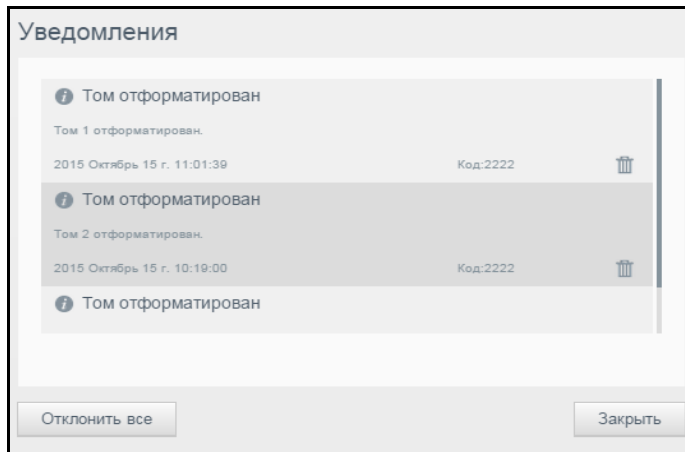 Уведомления
Том отформатирован
Том 1 отформатирован.
2015 Октябрь 15 г. 11:01:39 Код:2222
Том отформатирован
Том 2 отформатирован.
2015 Октябрь 15 г. 10:19:00 Код:2222
Том отформатирован
Отклонить все Закрыть